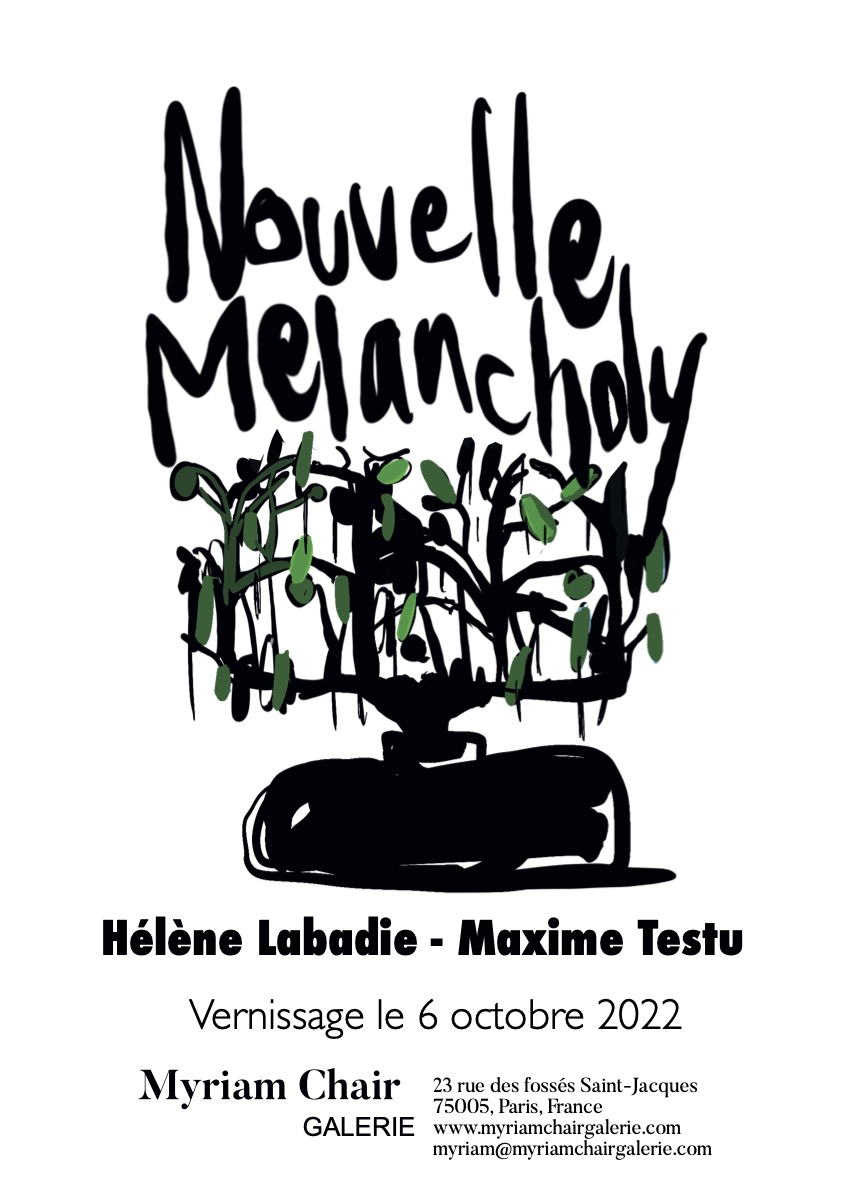 Nouvelle
Melancholy
Hélène Labadie - Maxime Testu
Vernissage le 6 octobre 2022
Myriam Chair
GALERIE
23 rue des fossés Saint-Jacques
75005, Paris, France
www.myriamchairgalerie.com
myriam@myriamchairgalerie.com